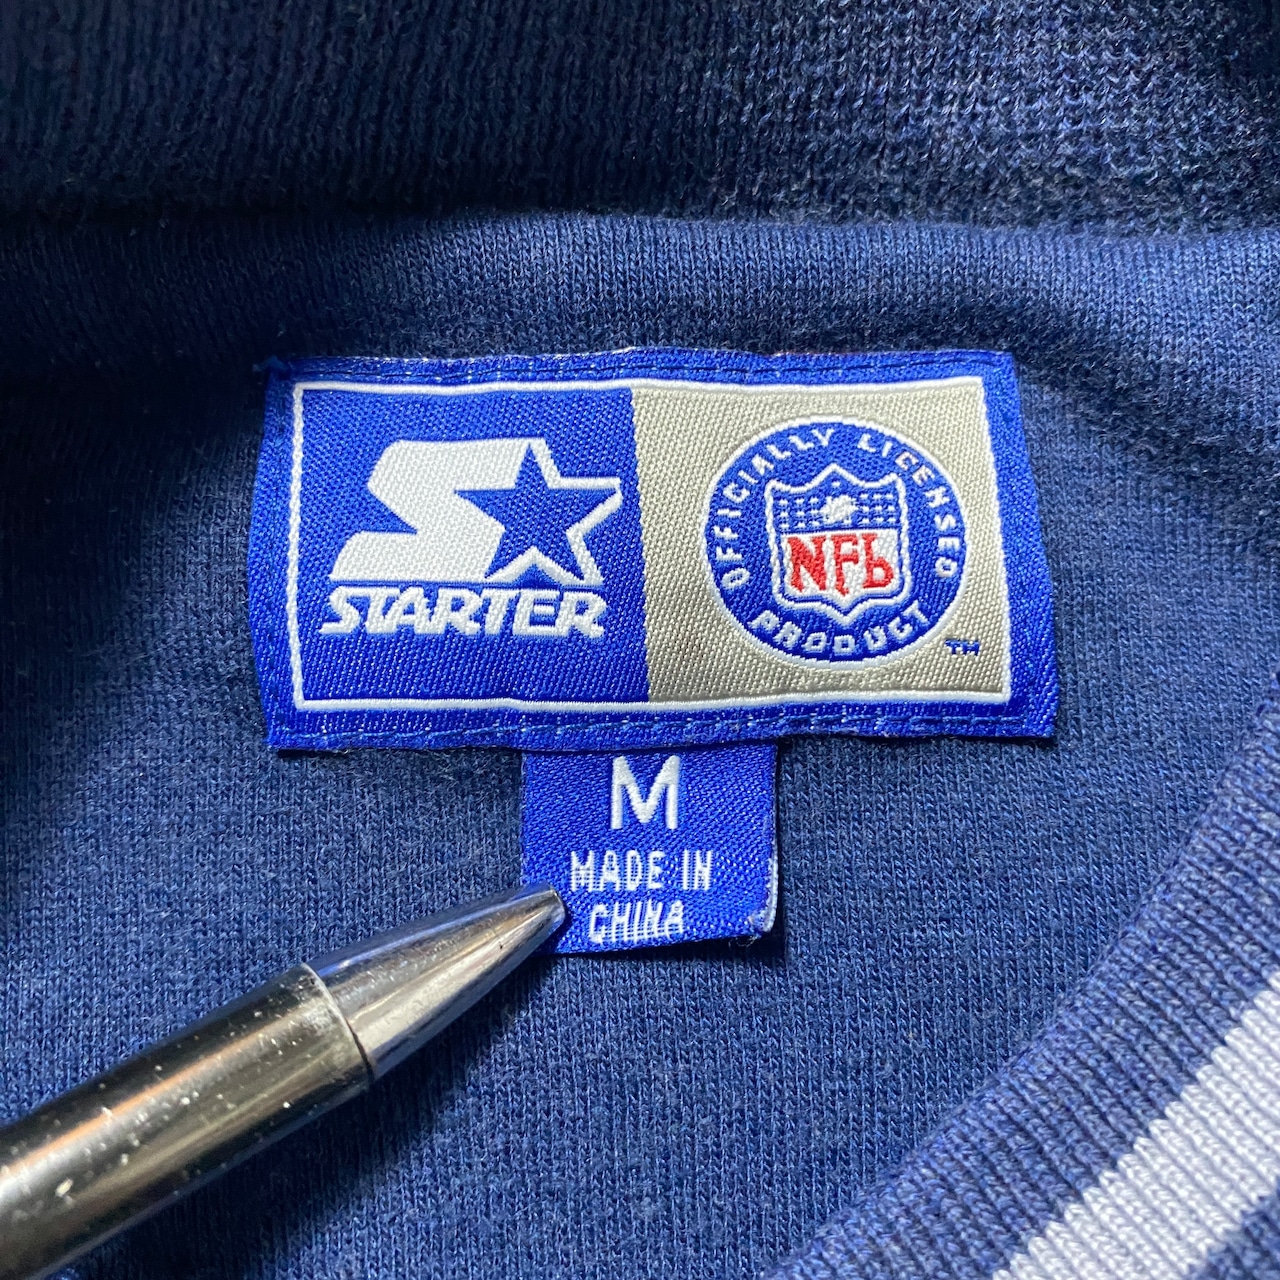 STARTER
OFFICIALLY LICENSED
NFL
PRODUCT
TM
M
MADE IN
CHINA